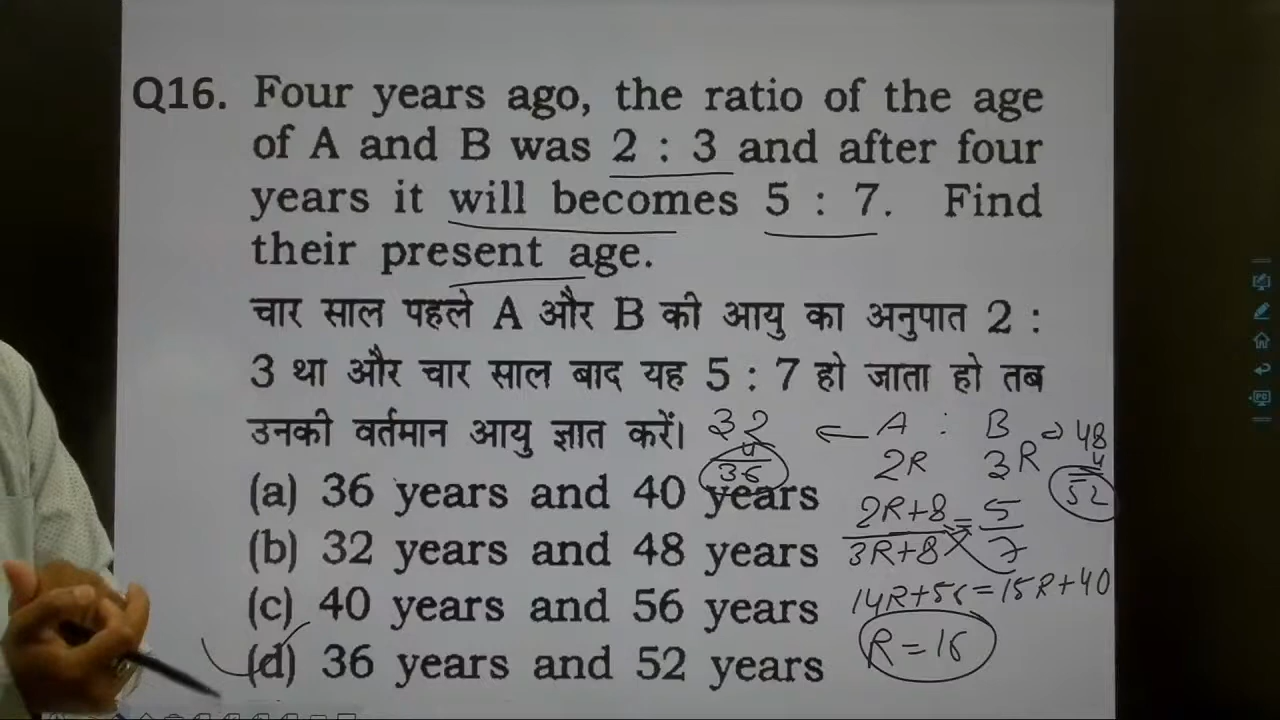 Q16. Four years ago, the ratio of the age
of A and B was 2 : 3 and after four
years it will becomes 5 : 7. Find
their present age.
चार साल पहले A और B की आयु का अनुपात 2 :
3 था और चार साल बाद यह 5 : 7 हो जाता हो तब
उनकी वर्तमान आयु ज्ञात करें।
(a) 36 years and 40 years
(b) 32 years and 48 years
(c) 40 years and 56 years
(d) 36 years and 52 years
32
4
36
← A : B ⇒ 48
2R 3R 4
52
2R+8 = 5
3R+8 7
14R+56=15R+40
R=16